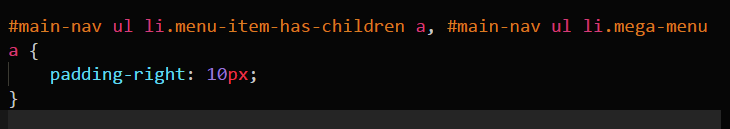 #main-nav ul li.menu-item-has-children a, #main-nav ul li.mega-menu
a {
    padding-right: 10px;
}